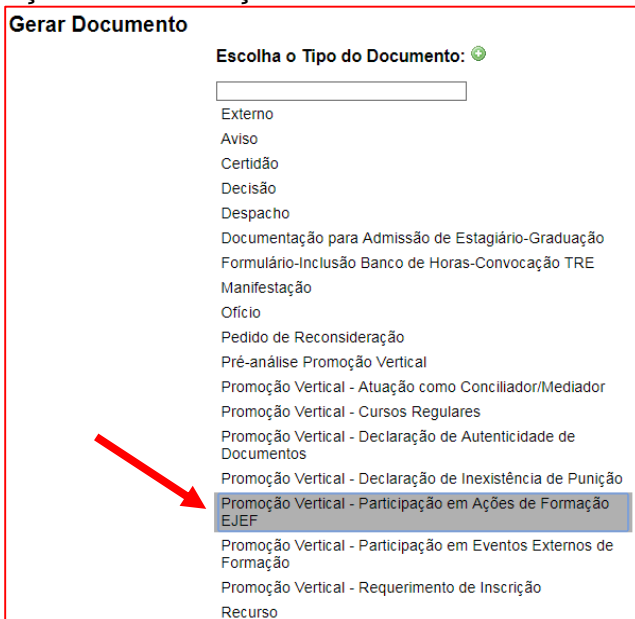 Gerar Documento
Escolha o Tipo do Documento:
Externo
Aviso
Certidão
Decisão
Despacho
Documentação para Admissão de Estagiário-Graduação
Formulário-Inclusão Banco de Horas-Convocação TRE
Manifestação
Ofício
Pedido de Reconsideração
Pré-análise Promoção Vertical
Promoção Vertical - Atuação como Conciliador/Mediador
Promoção Vertical - Cursos Regulares
Promoção Vertical - Declaração de Autenticidade de
Documentos
Promoção Vertical - Declaração de Inexistência de Punição
Promoção Vertical - Participação em Ações de Formação
EJEF
Promoção Vertical - Participação em Eventos Externos de
Formação
Promoção Vertical - Requerimento de Inscrição
Recurso